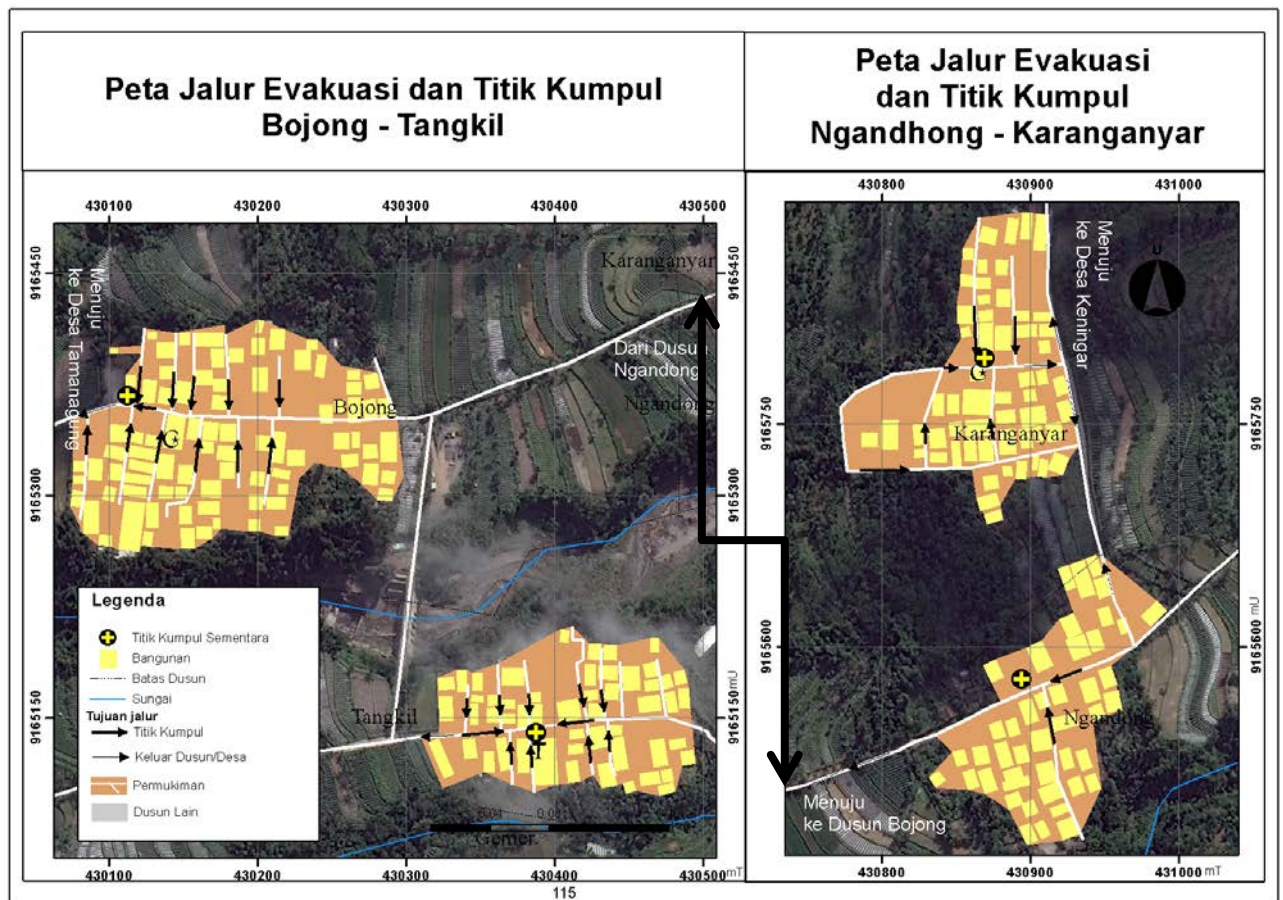 Peta Jalur Evakuasi dan Titik Kumpul
Bojong - Tangkil
430100 430200 430300 430400 430500
9165450
9165300
9165150
9165450
9165300
9165150 mU
Menuju
ke Desa Tamanagung
Karanganyar
Dari Dusun
Ngandong
Ngandong
Bojong
Tangkil
Gemer
Legenda
Titik Kumpul Sementara
Bangunan
Batas Dusun
Sungai
Tujuan jalur
Titik Kumpul
Keluar Dusun/Desa
Permukiman
Dusun Lain
430100 430200 430300 430400 430500 mT
115
Peta Jalur Evakuasi
dan Titik Kumpul
Ngandhong - Karanganyar
430800 430900 431000
9165750
9165600
9165750
9165600 mU
Menuju
ke Desa Keningar
U
Karanganyar
Ngandong
Menuju
ke Dusun Bojong
430800 430900 431000 mT